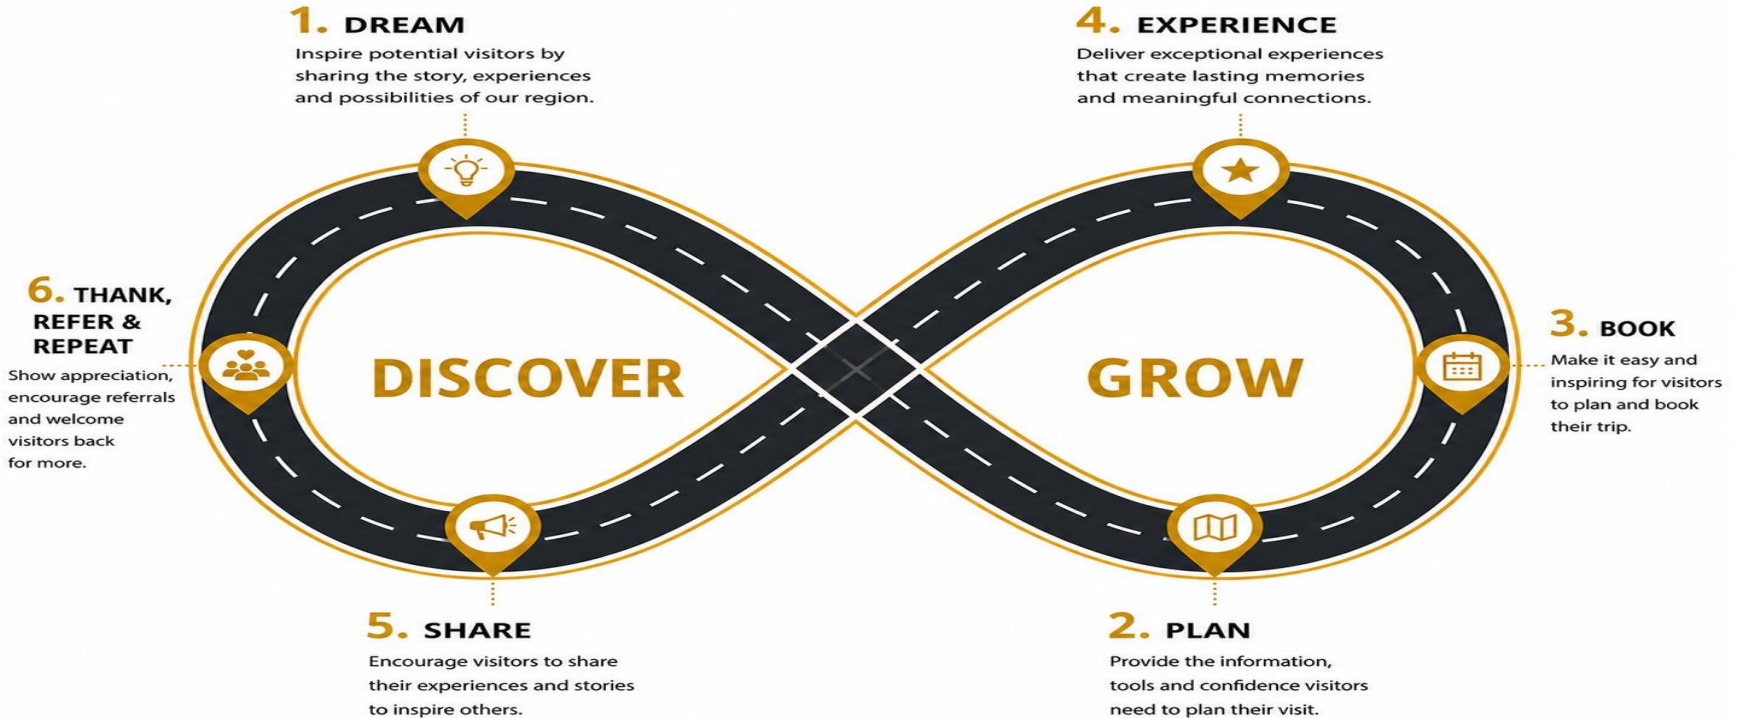 1. DREAM
Inspire potential visitors by
sharing the story, experiences
and possibilities of our region.
4. EXPERIENCE
Deliver exceptional experiences
that create lasting memories
and meaningful connections.
6. THANK,
REFER &
REPEAT
Show appreciation,
encourage referrals
and welcome
visitors back
for more.
DISCOVER
GROW
3. BOOK
Make it easy and
inspiring for visitors
to plan and book
their trip.
5. SHARE
Encourage visitors to share
their experiences and stories
to inspire others.
2. PLAN
Provide the information,
tools and confidence visitors
need to plan their visit.